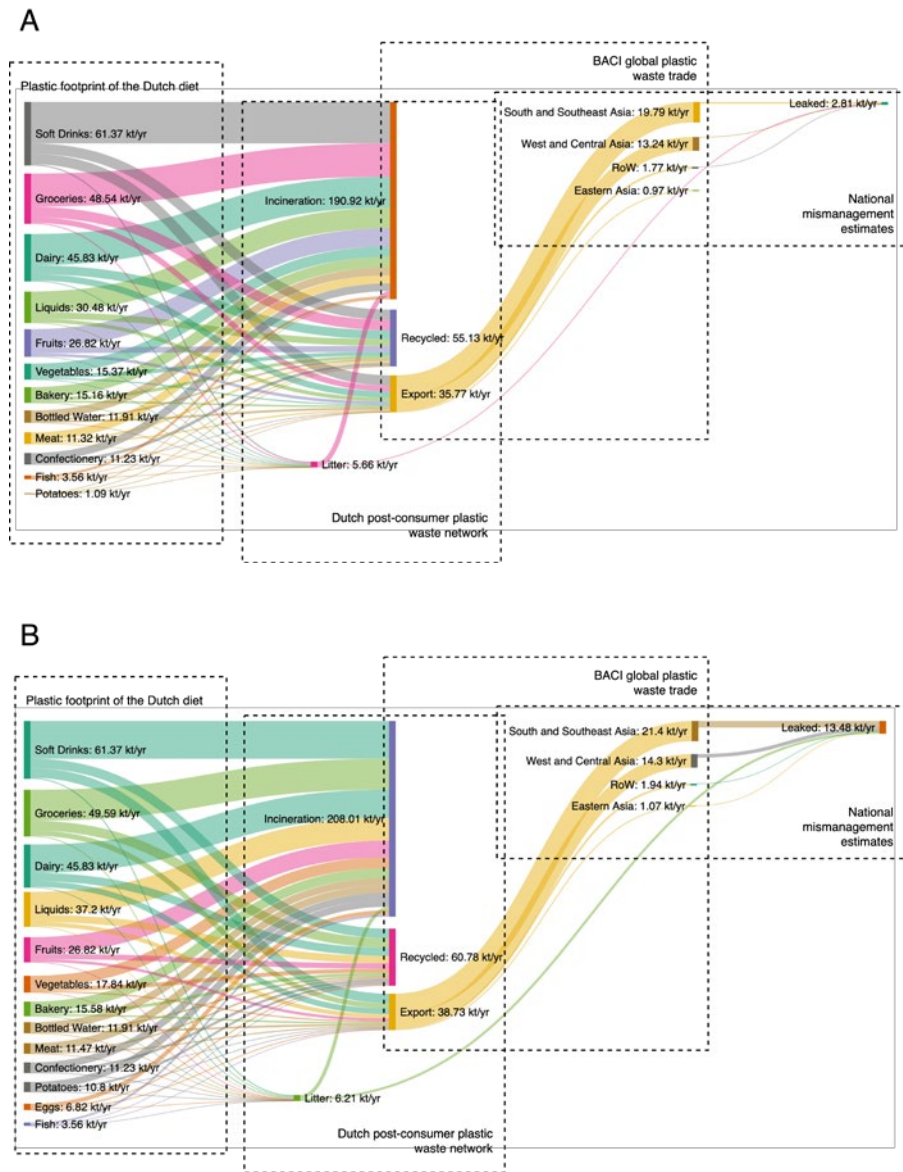 A
Plastic footprint of the Dutch diet
BACI global plastic
waste trade
South and Southeast Asia: 19.79 kt/yr
Leaked: 2.81 kt/yr
Soft Drinks: 61.37 kt/yr
West and Central Asia: 13.24 kt/yr
RoW: 1.77 kt/yr
Eastern Asia: 0.97 kt/yr
Groceries: 48.54 kt/yr
Incineration: 190.92 kt/yr
National
mismanagement
estimates
Dairy: 45.83 kt/yr
Liquids: 30.48 kt/yr
Fruits: 26.82 kt/yr
Recycled: 55.13 kt/yr
Vegetables: 15.37 kt/yr
Bakery: 15.16 kt/yr
Export: 35.77 kt/yr
Bottled Water: 11.91 kt/yr
Meat: 11.32 kt/yr
Confectionery: 11.23 kt/yr
Litter: 5.66 kt/yr
Fish: 3.56 kt/yr
Potatoes: 1.09 kt/yr
Dutch post-consumer plastic
waste network
B
Plastic footprint of the Dutch diet
BACI global plastic
waste trade
South and Southeast Asia: 21.4 kt/yr
Leaked: 13.48 kt/yr
Soft Drinks: 61.37 kt/yr
West and Central Asia: 14.3 kt/yr
RoW: 1.94 kt/yr
Eastern Asia: 1.07 kt/yr
Groceries: 49.59 kt/yr
Incineration: 208.01 kt/yr
National
mismanagement
estimates
Dairy: 45.83 kt/yr
Liquids: 37.2 kt/yr
Fruits: 26.82 kt/yr
Recycled: 60.78 kt/yr
Vegetables: 17.84 kt/yr
Bakery: 15.58 kt/yr
Export: 38.73 kt/yr
Bottled Water: 11.91 kt/yr
Meat: 11.47 kt/yr
Confectionery: 11.23 kt/yr
Potatoes: 10.8 kt/yr
Litter: 6.21 kt/yr
Eggs: 6.82 kt/yr
Fish: 3.56 kt/yr
Dutch post-consumer plastic
waste network